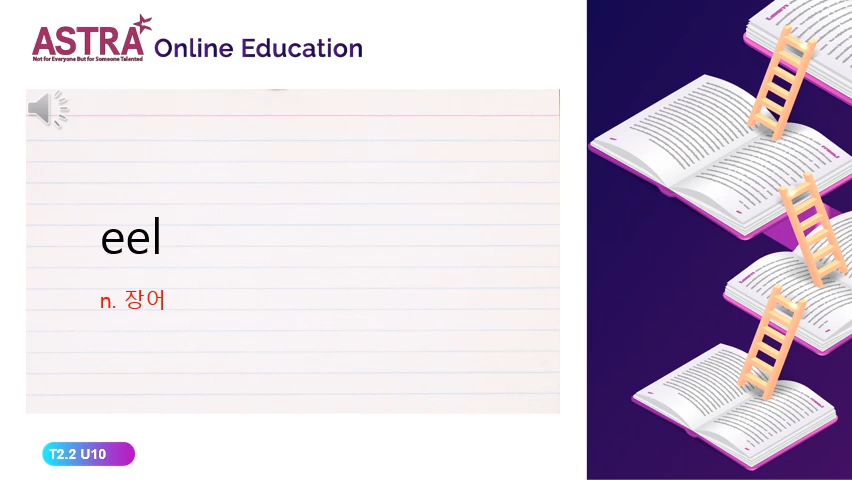 ASTRA
Not for Everyone But for Someone Talented
Online Education
eel
n. 장어
T2.2 U10